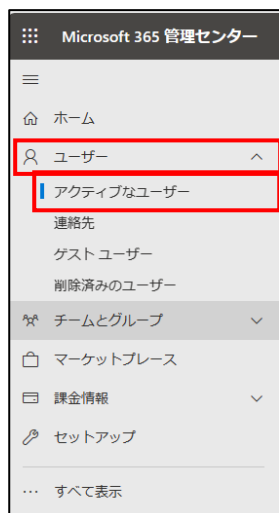 Microsoft 365 管理センター
ホーム
ユーザー
アクティブなユーザー
連絡先
ゲスト ユーザー
削除済みのユーザー
チームとグループ
マーケットプレース
課金情報
セットアップ
… すべて表示